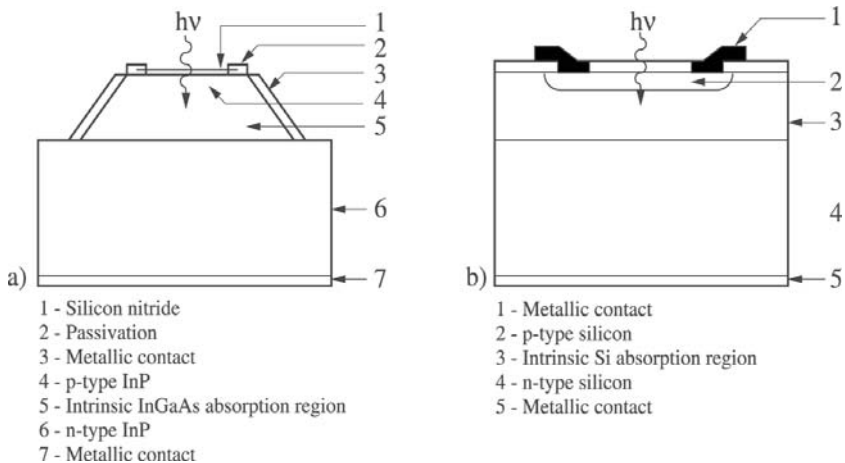 hν
1
2
3
4
5
6
7
a)
1 - Silicon nitride
2 - Passivation
3 - Metallic contact
4 - p-type InP
5 - Intrinsic InGaAs absorption region
6 - n-type InP
7 - Metallic contact
hν
1
2
3
4
5
b)
1 - Metallic contact
2 - p-type silicon
3 - Intrinsic Si absorption region
4 - n-type silicon
5 - Metallic contact